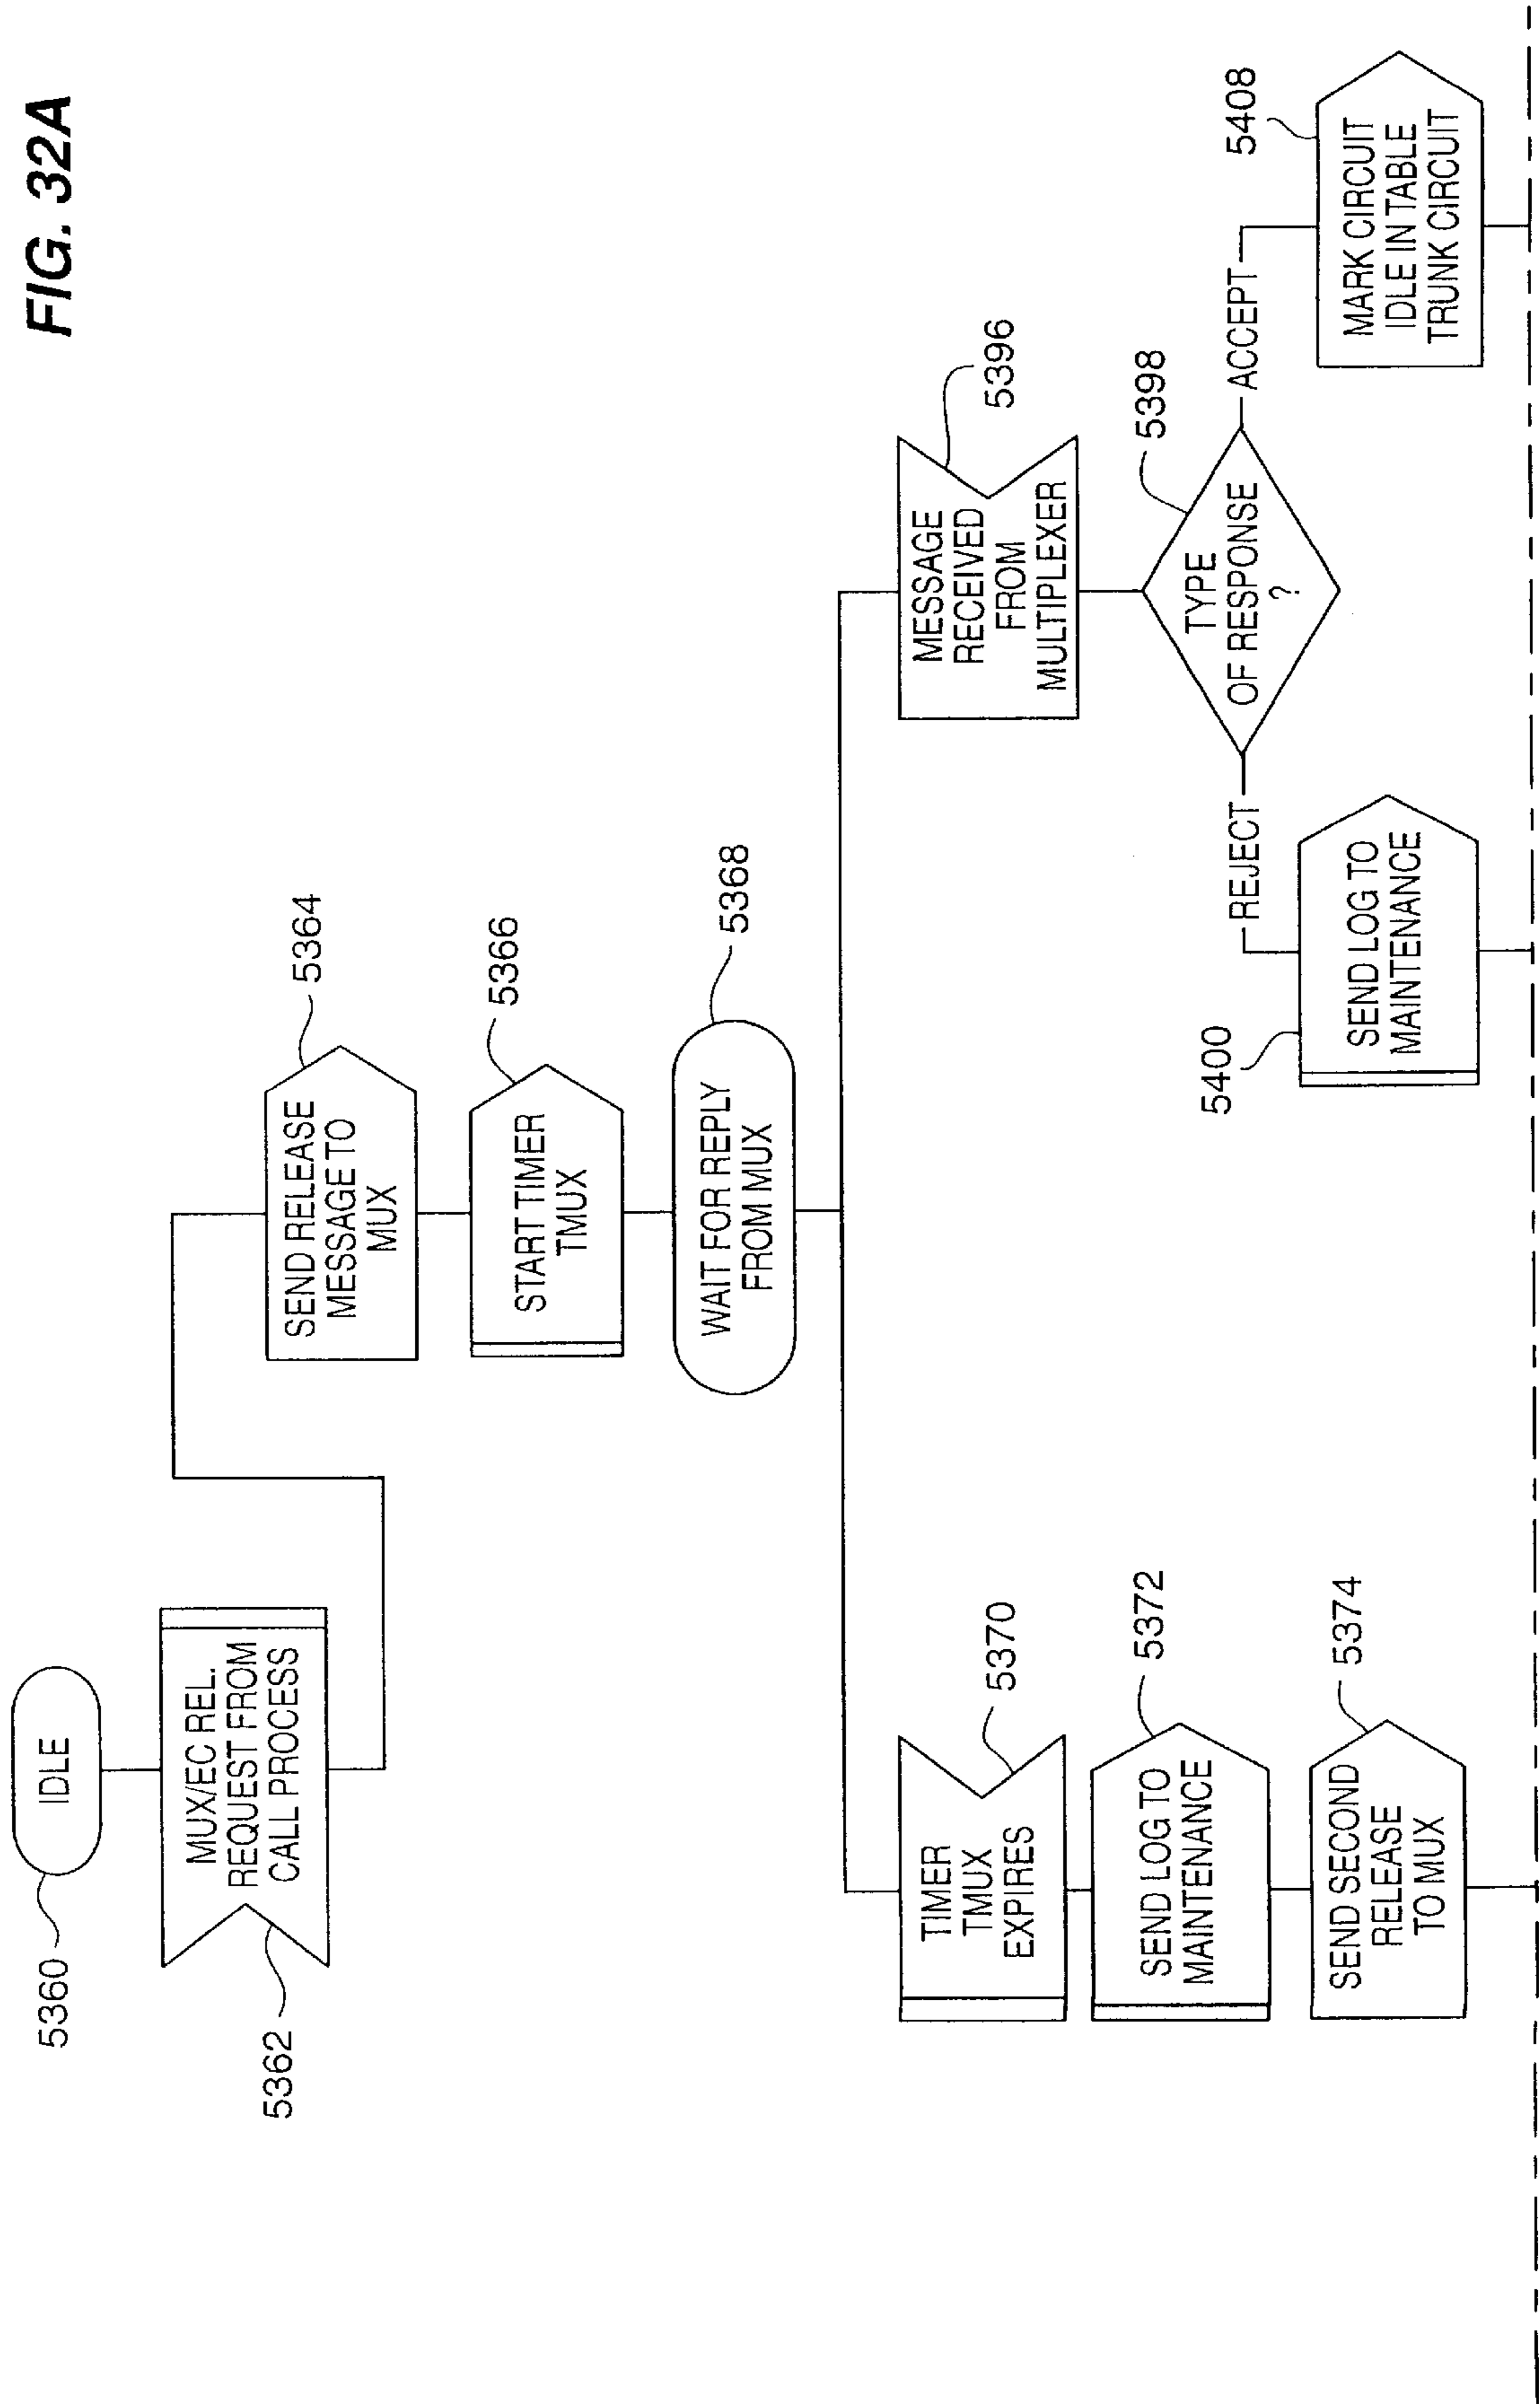 FIG. 32A
5360
IDLE
5362
MUX/EC REL.
REQUEST FROM
CALL PROCESS
SEND RELEASE
MESSAGE TO
MUX
5364
START TIMER
TMUX
5366
WAIT FOR REPLY
FROM MUX
5368
TIMER
TMUX
EXPIRES
5370
SEND LOG TO
MAINTENANCE
5372
SEND SECOND
RELEASE
TO MUX
5374
MESSAGE
RECEIVED
FROM
MULTIPLEXER
5396
TYPE
OF RESPONSE
?
5398
REJECT
ACCEPT
5400
SEND LOG TO
MAINTENANCE
MARK CIRCUIT
IDLE IN TABLE
TRUNK CIRCUIT
5408